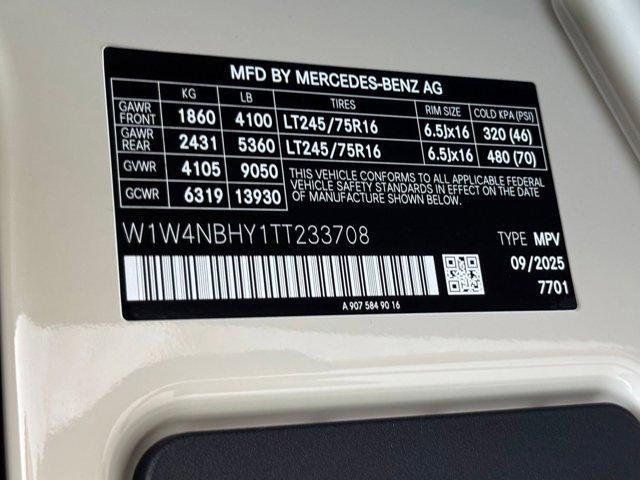 MFD BY MERCEDES-BENZ AG
KG LB TIRES RIM SIZE COLD KPA (PSI)
GAWR FRONT 1860 4100 LT245/75R16 6.5Jx16 320 (46)
GAWR REAR 2431 5360 LT245/75R16 6.5Jx16 480 (70)
GVWR 4105 9050
GCWR 6319 13930
THIS VEHICLE CONFORMS TO ALL APPLICABLE FEDERAL
VEHICLE SAFETY STANDARDS IN EFFECT ON THE DATE
OF MANUFACTURE SHOWN BELOW.
W1W4NBHY1TT233708 TYPE MPV
09/2025
7701
A 907 584 90 16